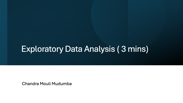 Exploratory Data Analysis ( 3 mins)
Chandra Mouli Mudumba